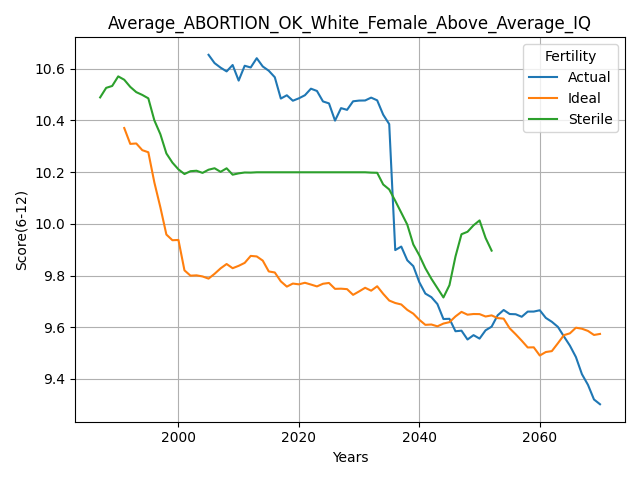 Average_ABORTION_OK_White_Female_Above_Average_IQ
Fertility
Actual
Ideal
Sterile
Score(6-12)
10.6
10.4
10.2
10.0
9.8
9.6
9.4
2000 2020 2040 2060
Years